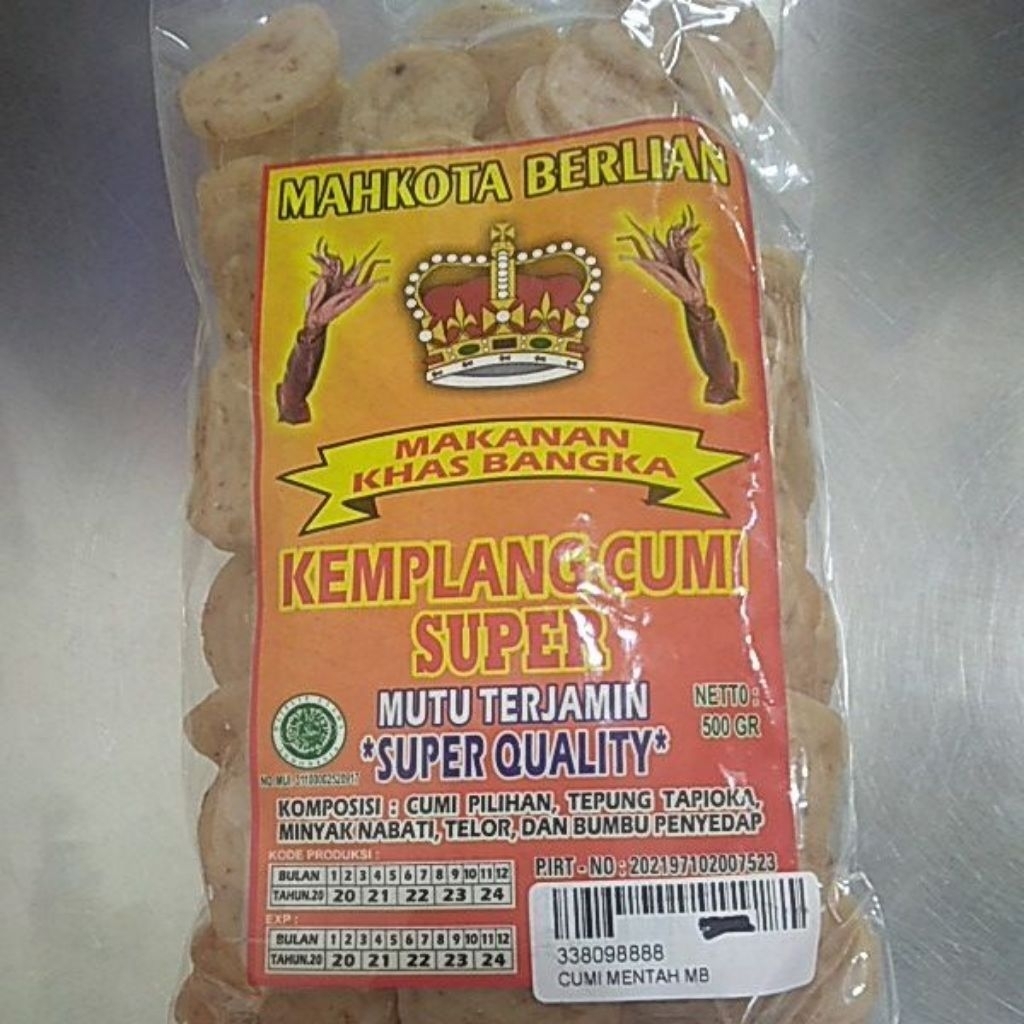 MAHKOTA BERLIAN
MAKANAN
KHAS BANGKA
KEMPLANG CUMI
SUPER
MUTU TERJAMIN
*SUPER QUALITY*
NETTO :
500 GR
KOMPOSISI : CUMI PILIHAN, TEPUNG TAPIOKA,
MINYAK NABATI, TELOR, DAN BUMBU PENYEDAP
KODE PRODUKSI :
BULAN 1 2 3 4 5 6 7 8 9 10 11 12
TAHUN.20 20 21 22 23 24
P.IRT - NO : 202197102007523
EXP :
BULAN 1 2 3 4 5 6 7 8 9 10 11 12
TAHUN.20 20 21 22 23 24
338098888
CUMI MENTAH MB